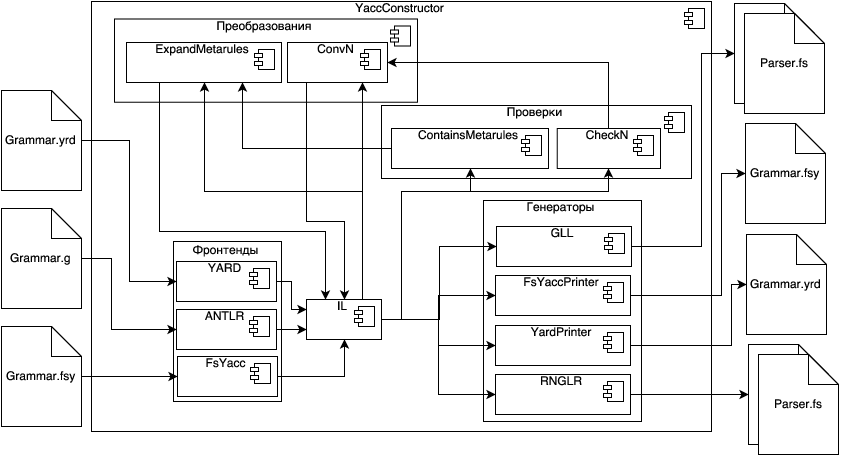 YaccConstructor
Преобразования
ExpandMetarules
ConvN
Parser.fs
Проверки
ContainsMetarules
CheckN
Grammar.yrd
Grammar.fsy
Генераторы
GLL
Grammar.g
Фронтенды
YARD
FsYaccPrinter
Grammar.yrd
IL
ANTLR
YardPrinter
FsYacc
Grammar.fsy
RNGLR
Parser.fs